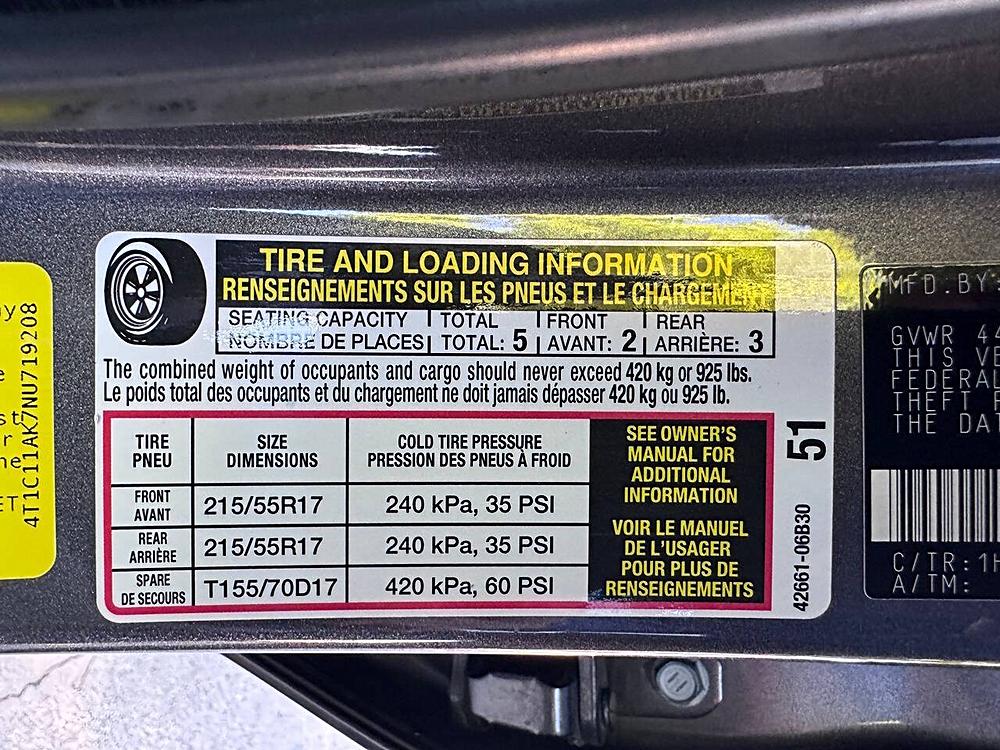 TIRE AND LOADING INFORMATION
RENSEIGNEMENTS SUR LES PNEUS ET LE CHARGEMENT
SEATING CAPACITY TOTAL FRONT REAR
NOMBRE DE PLACES TOTAL: 5 AVANT: 2 ARRIÈRE: 3
The combined weight of occupants and cargo should never exceed 420 kg or 925 lbs.
Le poids total des occupants et du chargement ne doit jamais dépasser 420 kg ou 925 lb.
TIRE
PNEU
SIZE
DIMENSIONS
COLD TIRE PRESSURE
PRESSION DES PNEUS À FROID
FRONT
AVANT
215/55R17
240 kPa, 35 PSI
REAR
ARRIÈRE
215/55R17
240 kPa, 35 PSI
SPARE
DE SECOURS
T155/70D17
420 kPa, 60 PSI
SEE OWNER'S
MANUAL FOR
ADDITIONAL
INFORMATION
VOIR LE MANUEL
DE L'USAGER
POUR PLUS DE
RENSEIGNEMENTS
51
42661-06B30
4T1C11AK7NU719208
MFD.BY
GVWR
THIS
FEDERAL
THEFT
THE
C/TR:
A/TM: